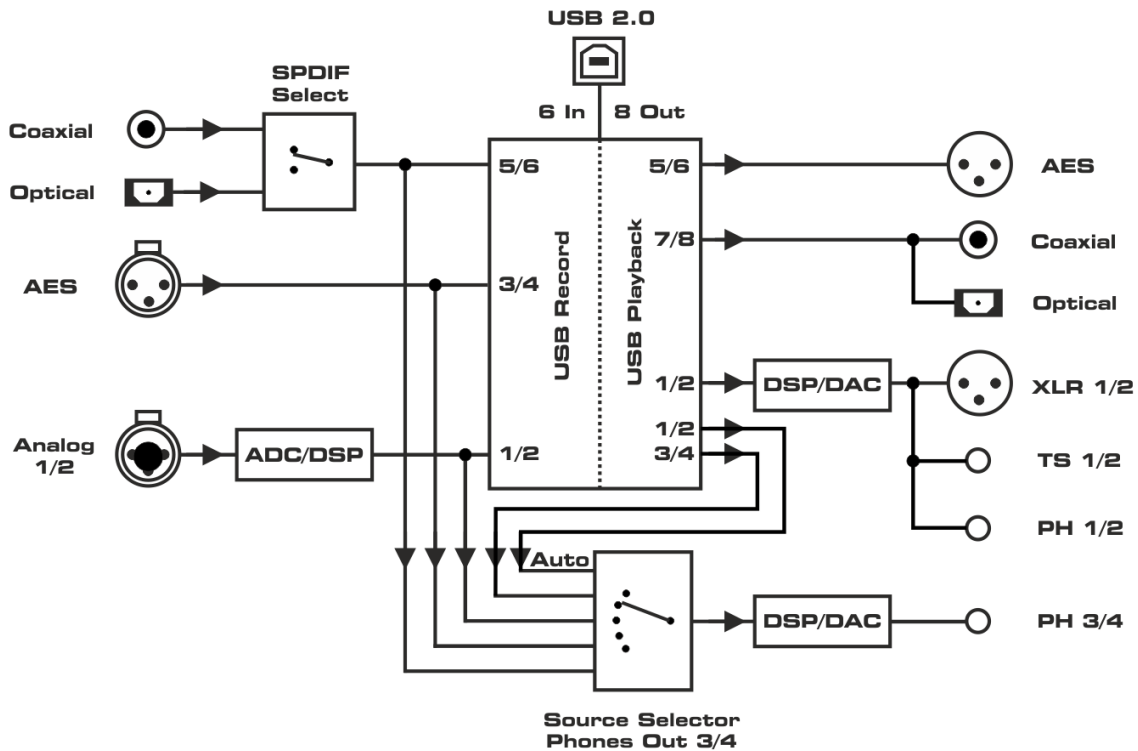 USB 2.0
SPDIF
Select
6 In
8 Out
Coaxial
5/6
5/6
AES
Optical
7/8
Coaxial
AES
3/4
Optical
USB Record
USB Playback
1/2
DSP/DAC
XLR 1/2
Analog
1/2
ADC/DSP
1/2
1/2
3/4
TS 1/2
PH 1/2
Auto
DSP/DAC
PH 3/4
Source Selector
Phones Out 3/4